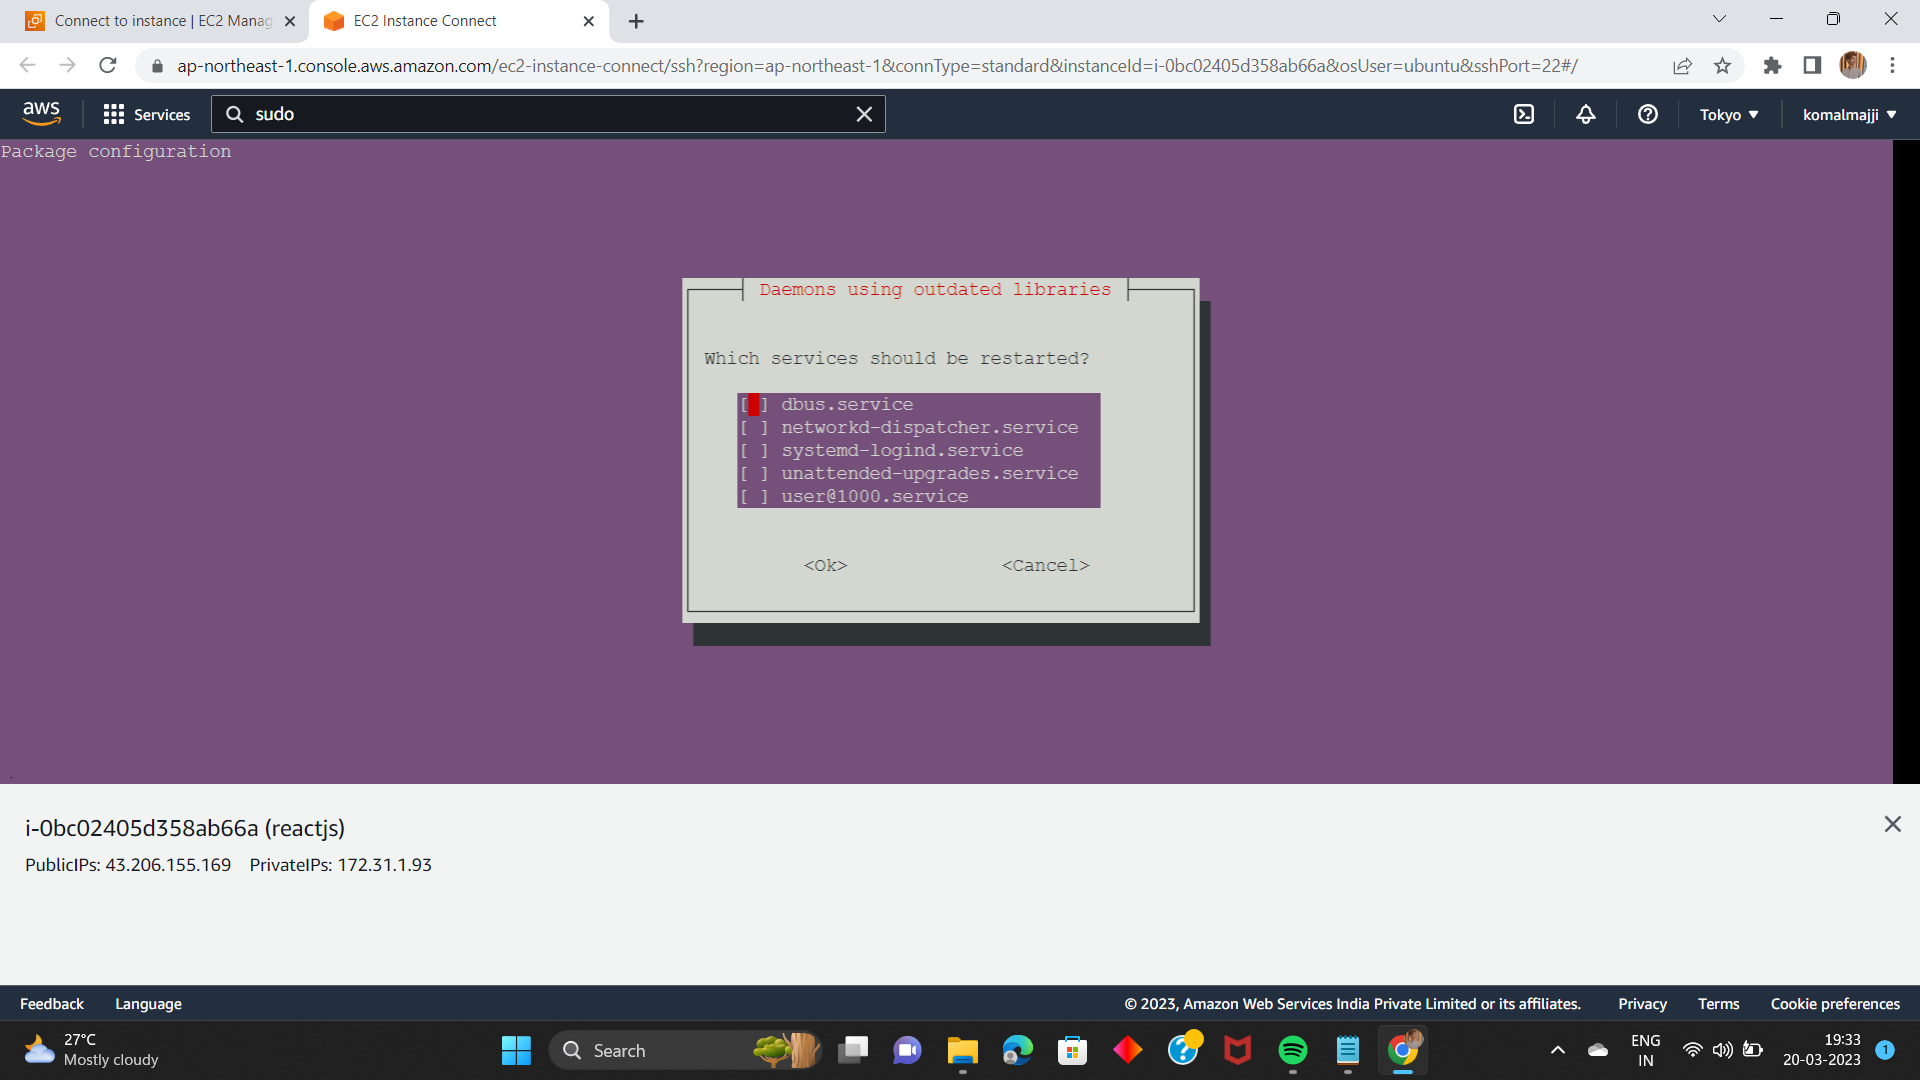 Connect to instance | EC2 Manag
EC2 Instance Connect
ap-northeast-1.console.aws.amazon.com/ec2-instance-connect/ssh?region=ap-northeast-1&connType=standard&instanceId=i-0bc02405d358ab66a&osUser=ubuntu&sshPort=22#/
aws
Services
sudo
Tokyo
komalmajji
Package configuration
Daemons using outdated libraries
Which services should be restarted?
[ ] dbus.service
[ ] networkd-dispatcher.service
[ ] systemd-logind.service
[ ] unattended-upgrades.service
[ ] user@1000.service
<Ok> <Cancel>
i-0bc02405d358ab66a (reactjs)
PublicIPs: 43.206.155.169 PrivateIPs: 172.31.1.93
Feedback Language
© 2023, Amazon Web Services India Private Limited or its affiliates. Privacy Terms Cookie preferences
27°C
Mostly cloudy
Search
ENG
IN
19:33
20-03-2023
1